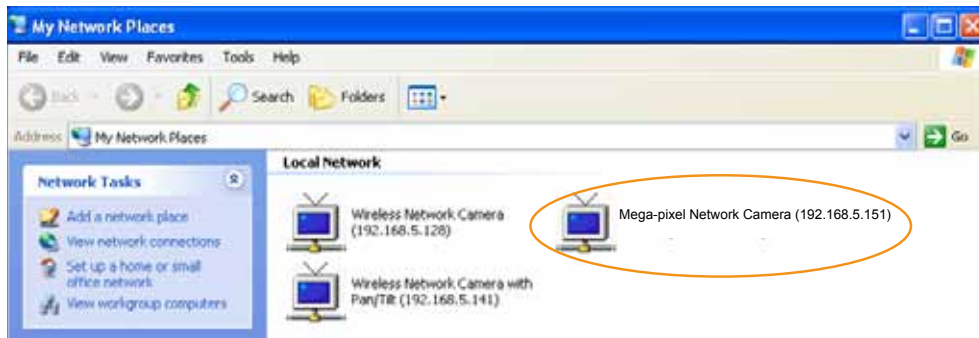 My Network Places
File Edit View Favorites Tools Help
Back Search Folders
Address My Network Places Go
Network Tasks
Add a network place
View network connections
Set up a home or small
office network
View workgroup computers
Local Network
Wireless Network Camera
(192.168.5.128)
Mega-pixel Network Camera (192.168.5.151)
Wireless Network Camera with
Pan/Tilt (192.168.5.141)